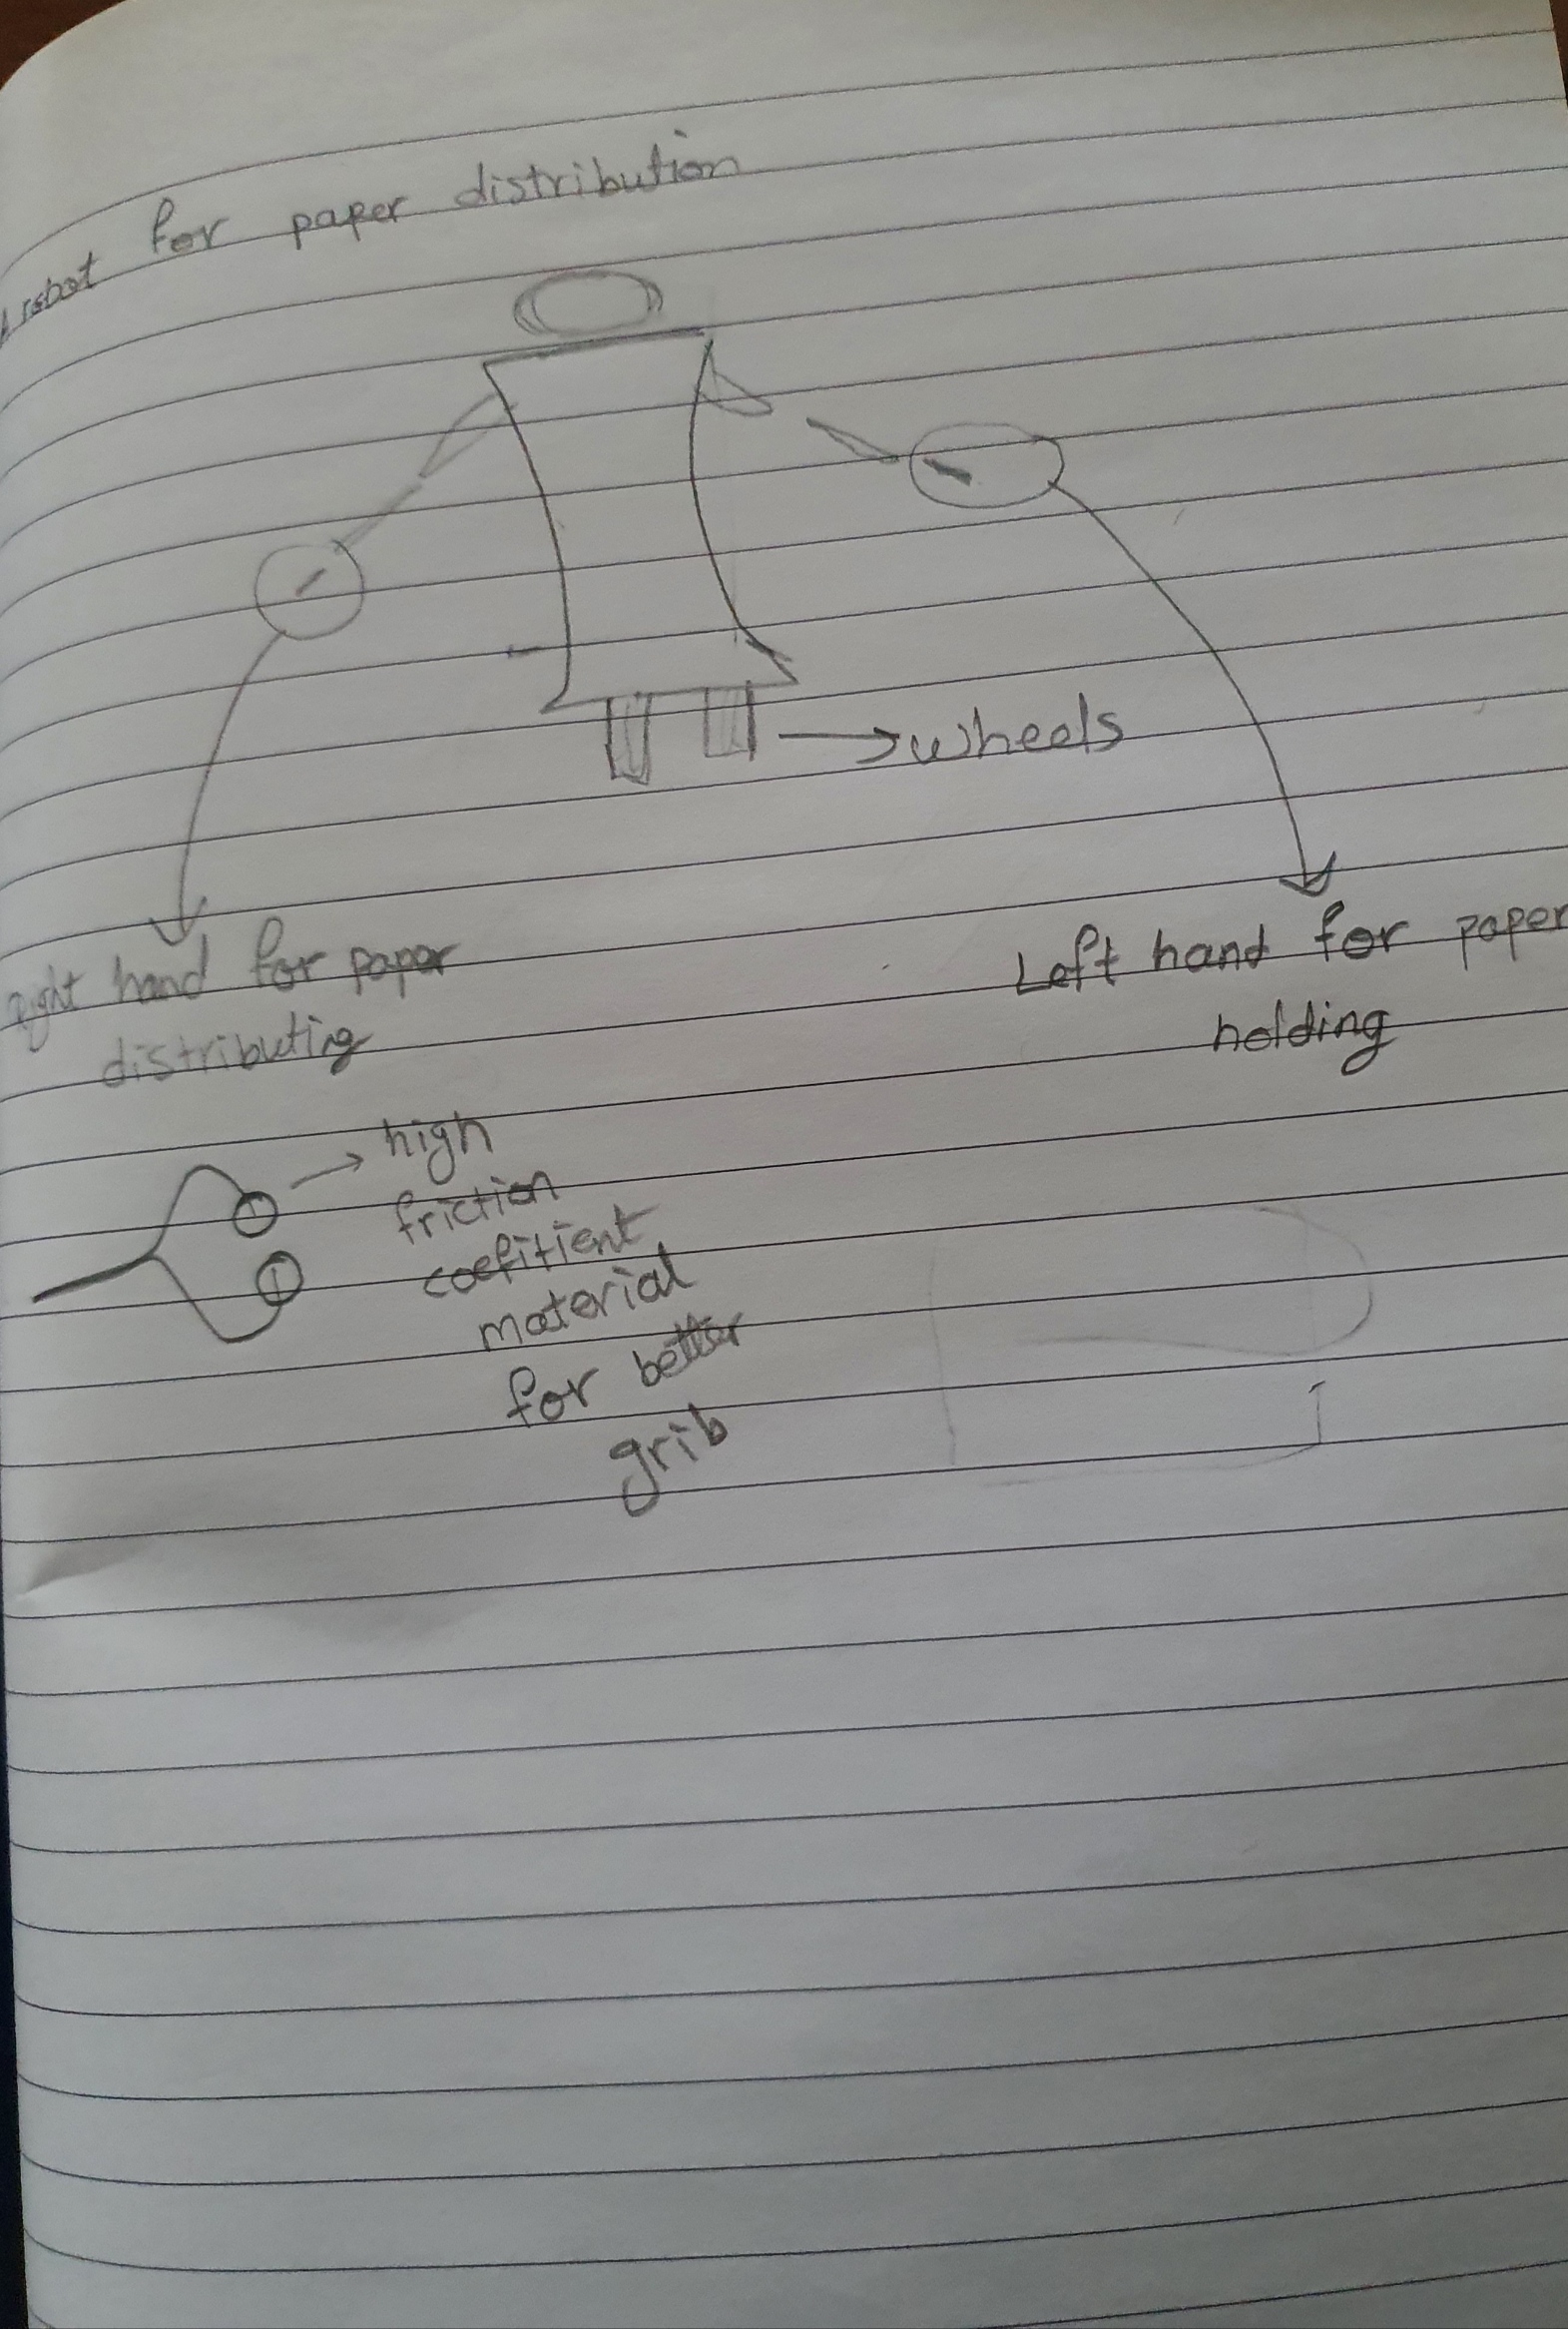 A robot for paper distribution
wheels
Right hand for paper
distributing
Left hand for paper
holding
high
friction
coefitient
material
for better
grib